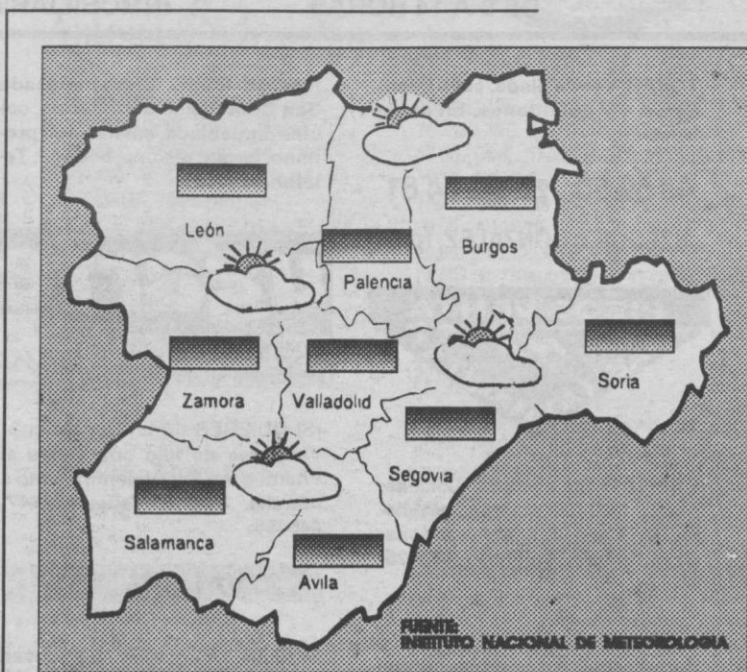 León
Burgos
Palencia
Zamora
Valladolid
Soria
Segovia
Salamanca
Avila
FUENTE:
INSTITUTO NACIONAL DE METEOROLOGIA